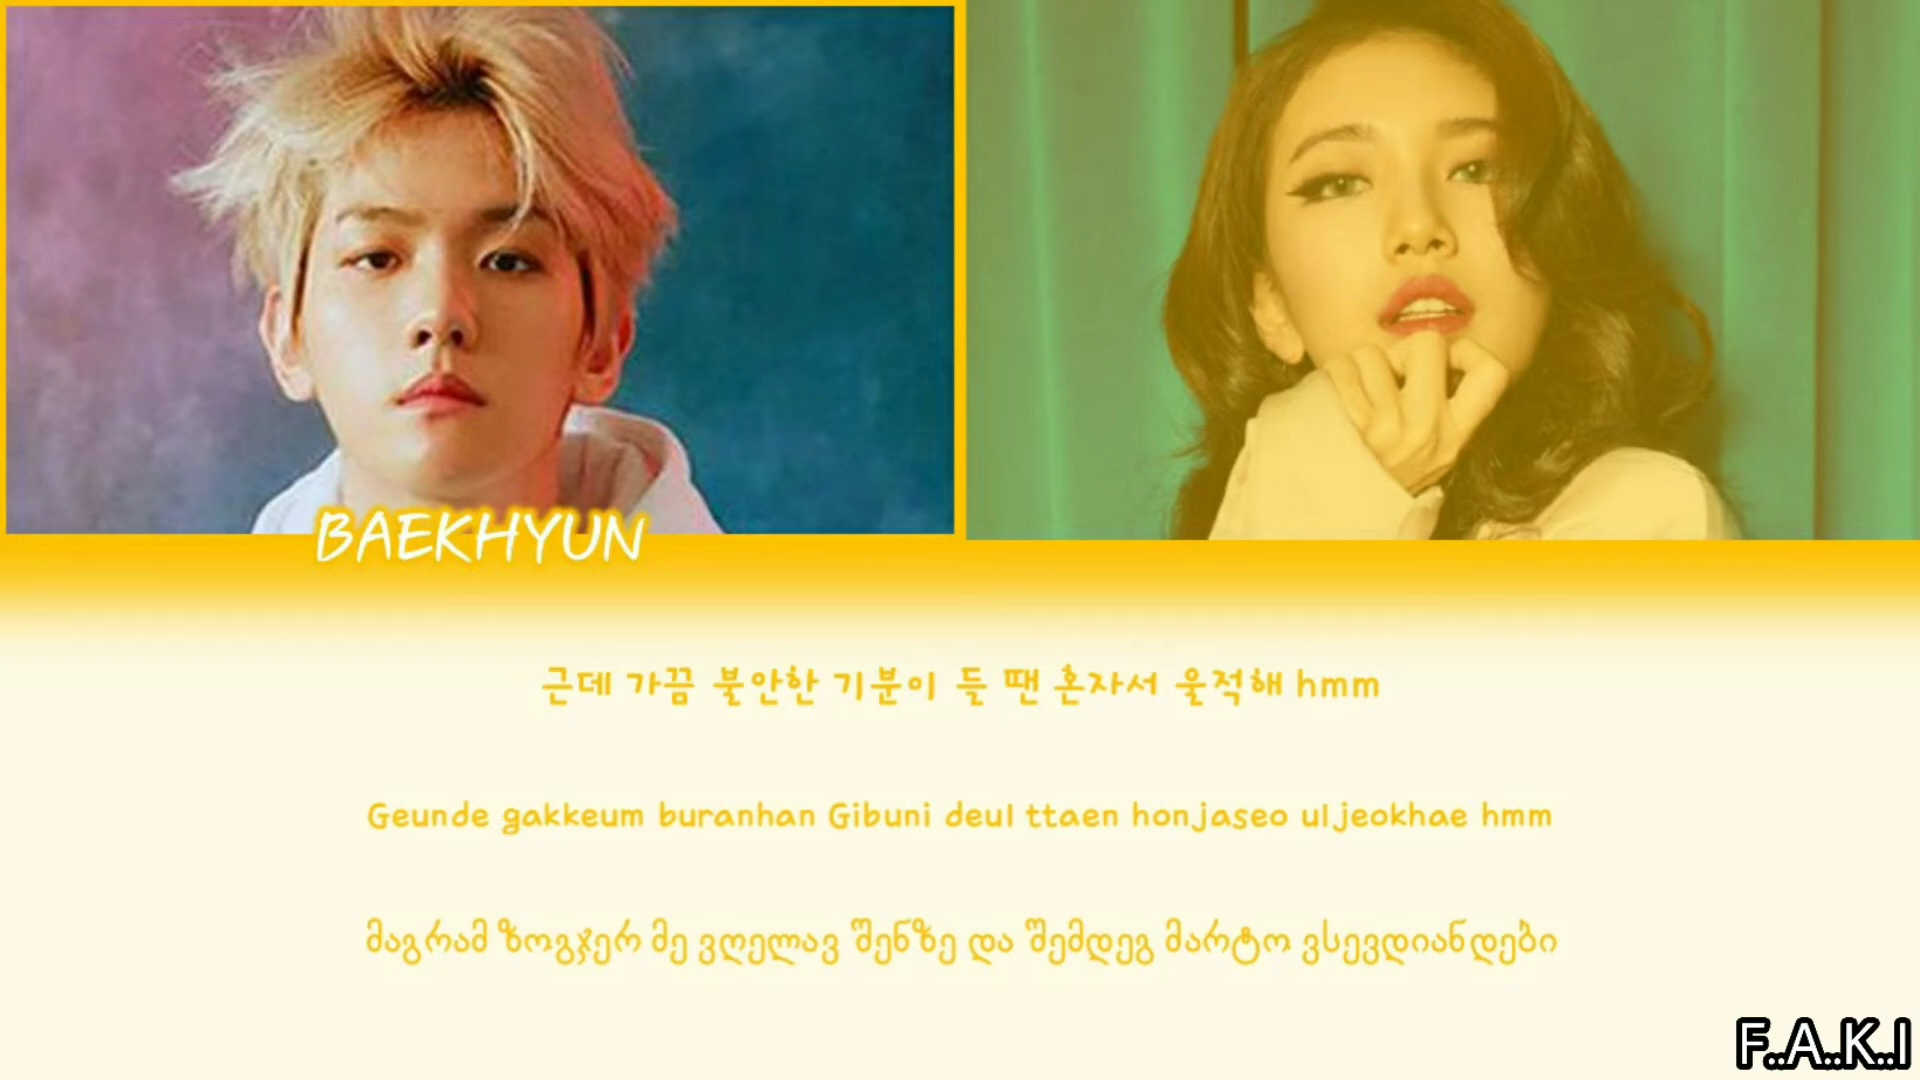 BAEKHYUN
근데 가끔 불안한 기분이 들 땐 혼자서 울적해 hmm
Geunde gakkeum buranhan Gibuni deul ttaen honjaseo uljeokhae hmm
მაგრამ ზოგჯერ მე ვღელავ შენზე და შემდეგ მარტო ვსევდიანდები
F..A..K..I